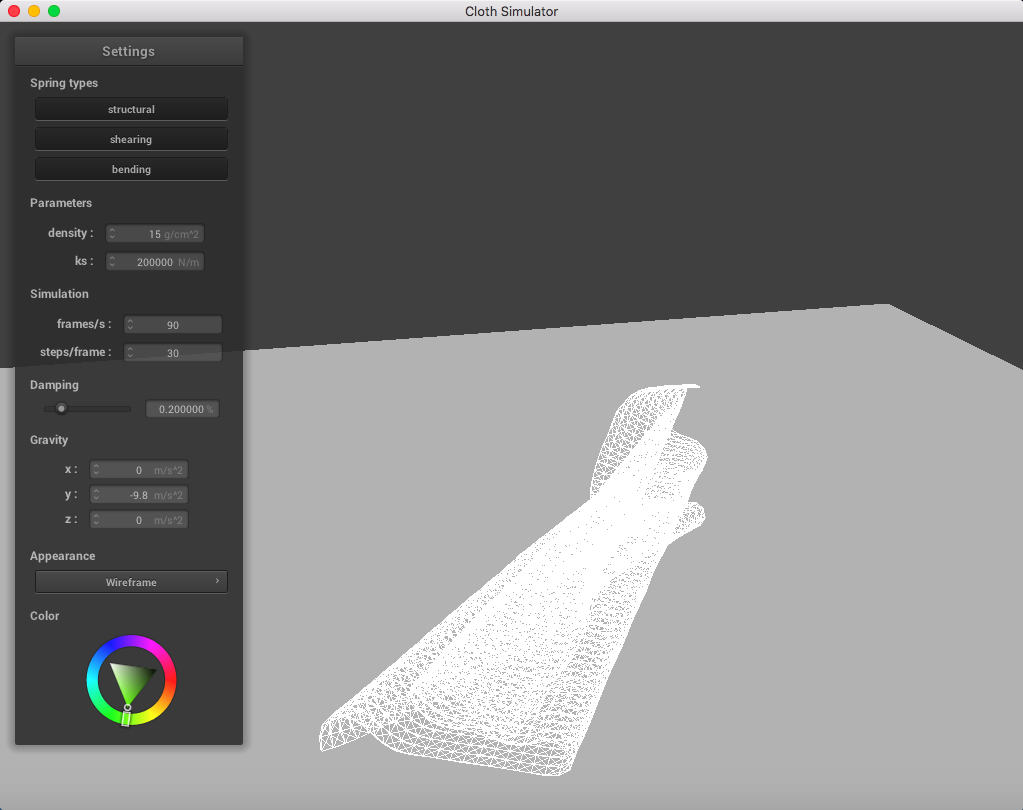 Cloth Simulator
Settings
Spring types
structural
shearing
bending
Parameters
density : 15 g/cm^2
ks : 200000 N/m
Simulation
frames/s : 90
steps/frame : 30
Damping
0.200000 %
Gravity
x : 0 m/s^2
y : -9.8 m/s^2
z : 0 m/s^2
Appearance
Wireframe
Color